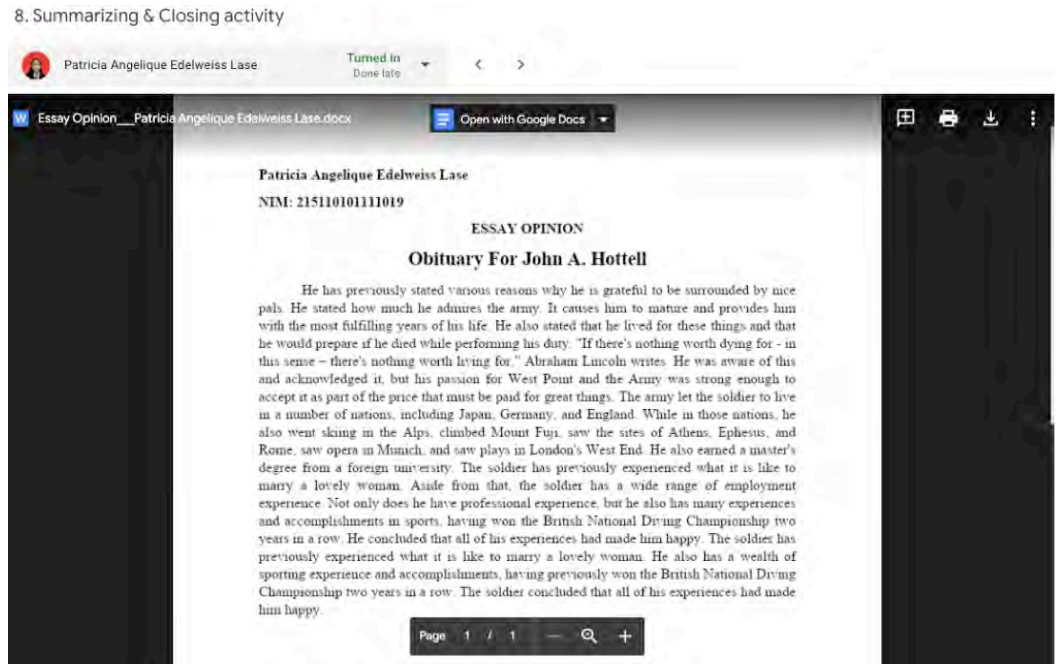 8. Summarizing & Closing activity
Patricia Angelique Edelweiss Lase
Turned in
Done late
W Essay Opinion__Patricia Angelique Edelweiss Lase.docx
Open with Google Docs
Patricia Angelique Edelweiss Lase
NIM: 215110101111019
ESSAY OPINION
Obituary For John A. Hottell
He has previously stated various reasons why he is grateful to be surrounded by nice
pals. He stated how much he admires the army. It causes him to mature and provides him
with the most fulfilling years of his life. He also stated that he lived for these things and that
he would prepare if he died while performing his duty. "If there's nothing worth dying for - in
this sense – there's nothing worth living for." Abraham Lincoln writes. He was aware of this
and acknowledged it, but his passion for West Point and the Army was strong enough to
accept it as part of the price that must be paid for great things. The army let the soldier to live
in a number of nations, including Japan, Germany, and England. While in those nations, he
also went skiing in the Alps, climbed Mount Fuji, saw the sites of Athens, Ephesus, and
Rome, saw opera in Munich, and saw plays in London's West End. He also earned a master's
degree from a foreign university. The soldier has previously experienced what it is like to
marry a lovely woman. Aside from that, the soldier has a wide range of employment
experience. Not only does he have professional experience, but he also has many experiences
and accomplishments in sports, having won the British National Diving Championship two
years in a row. He concluded that all of his experiences had made him happy. The soldier has
previously experienced what it is like to marry a lovely woman. He also has a wealth of
sporting experience and accomplishments, having previously won the British National Diving
Championship two years in a row. The soldier concluded that all of his experiences had made
him happy.
Page 1 / 1